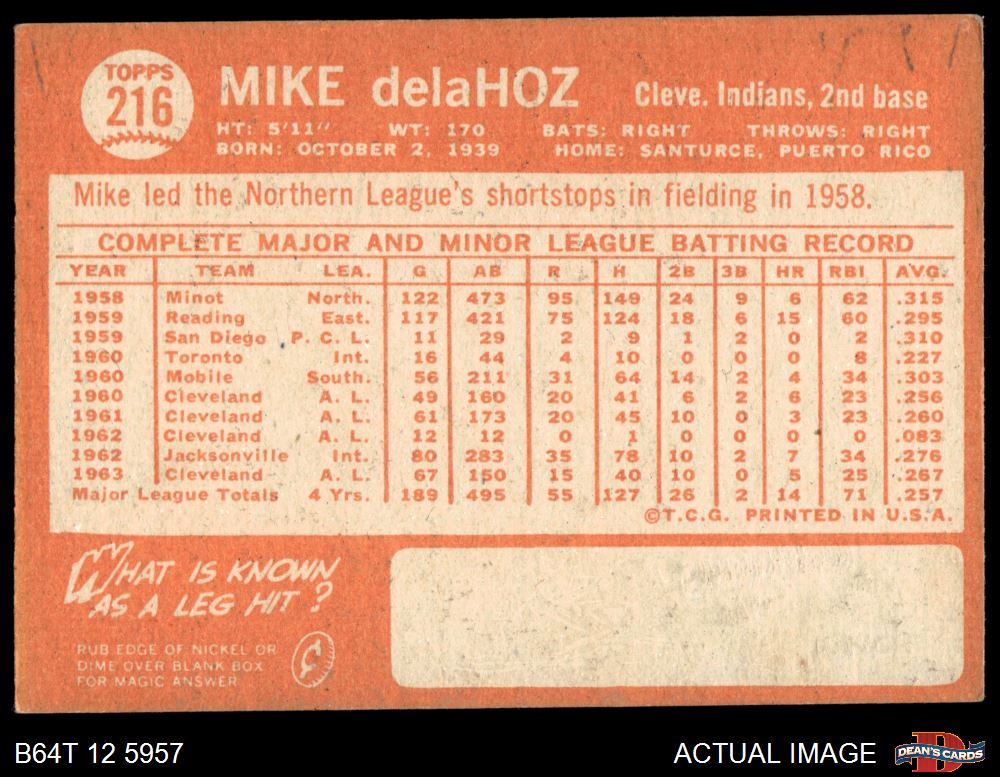 TOPPS
216
MIKE delaHOZ
Cleve. Indians, 2nd base
HT: 5'11" WT: 170 BATS: RIGHT THROWS: RIGHT
BORN: OCTOBER 2, 1939 HOME: SANTURCE, PUERTO RICO
Mike led the Northern League's shortstops in fielding in 1958.
COMPLETE MAJOR AND MINOR LEAGUE BATTING RECORD
YEAR TEAM LEA. G AB R H 2B 3B HR RBI AVG.
1958 Minot North. 122 473 95 149 24 9 6 62 .315
1959 Reading East. 117 421 75 124 18 6 15 60 .295
1959 San Diego P. C. L. 11 29 2 9 1 2 0 2 .310
1960 Toronto Int. 16 44 4 10 0 0 0 8 .227
1960 Mobile South. 56 211 31 64 14 2 4 34 .303
1960 Cleveland A. L. 49 160 20 41 6 2 6 23 .256
1961 Cleveland A. L. 61 173 20 45 10 0 3 23 .260
1962 Cleveland A. L. 12 12 0 1 0 0 0 0 .083
1962 Jacksonville Int. 80 283 35 78 10 2 7 34 .276
1963 Cleveland A. L. 67 150 15 40 10 0 5 25 .267
Major League Totals 4 Yrs. 189 495 55 127 26 2 14 71 .257
©T.C.G. PRINTED IN U.S.A.
WHAT IS KNOWN
AS A LEG HIT?
RUB EDGE OF NICKEL OR
DIME OVER BLANK BOX
FOR MAGIC ANSWER
B64T 12 5957
ACTUAL IMAGE
DEAN'S CARDS